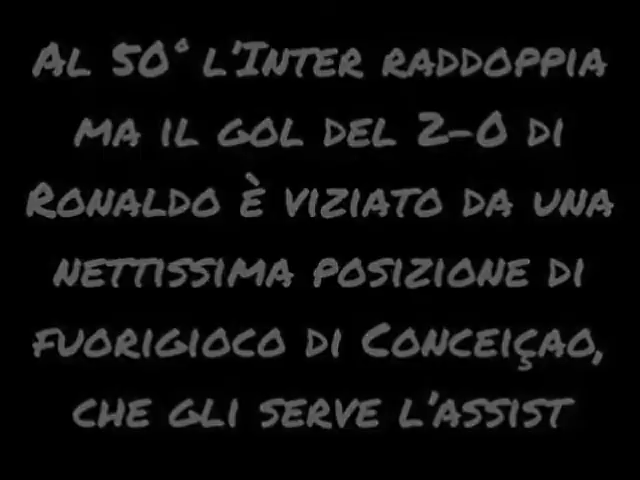 Al 50° l'Inter raddoppia
ma il gol del 2-0 di
Ronaldo è viziato da una
nettissima posizione di
fuorigioco di Conceiçao,
che gli serve l'assist